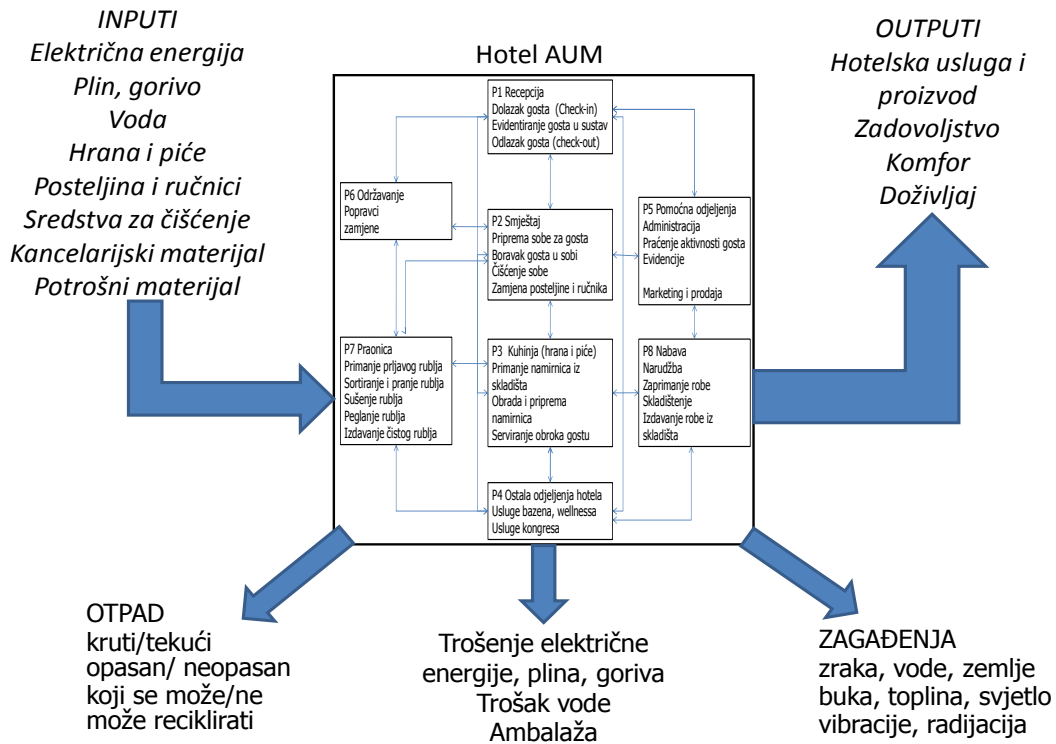 INPUTI
Električna energija
Plin, gorivo
Voda
Hrana i piće
Posteljina i ručnici
Sredstva za čišćenje
Kancelarijski materijal
Potrošni materijal
Hotel AUM
OUTPUTI
Hotelska usluga i
proizvod
Zadovoljstvo
Komfor
Doživljaj
P1 Recepcija
Dolazak gosta (Check-in)
Evidentiranje gosta u sustav
Odlazak gosta (check-out)
P6 Održavanje
Popravci
zamjene
P2 Smještaj
Priprema sobe za gosta
Boravak gosta u sobi
Čišćenje sobe
Zamjena posteljine i ručnika
P5 Pomoćna odjeljenja
Administracija
Praćenje aktivnosti gosta
Evidencije
Marketing i prodaja
P7 Praonica
Primanje prljavog rublja
Sortiranje i pranje rublja
Sušenje rublja
Peglanje rublja
Izdavanje čistog rublja
P3 Kuhinja (hrana i piće)
Primanje namirnica iz
skladišta
Obrada i priprema
namirnica
Serviranje obroka gostu
P8 Nabava
Narudžba
Zaprimanje robe
Skladištenje
Izdavanje robe iz
skladišta
P4 Ostala odjeljenja hotela
Usluge bazena, wellnessa
Usluge kongresa
OTPAD
kruti/tekući
opasan/ neopasan
koji se može/ne
može reciklirati
Trošenje električne
energije, plina, goriva
Trošak vode
Ambalaža
ZAGAĐENJA
zraka, vode, zemlje
buka, toplina, svjetlo
vibracije, radijacija